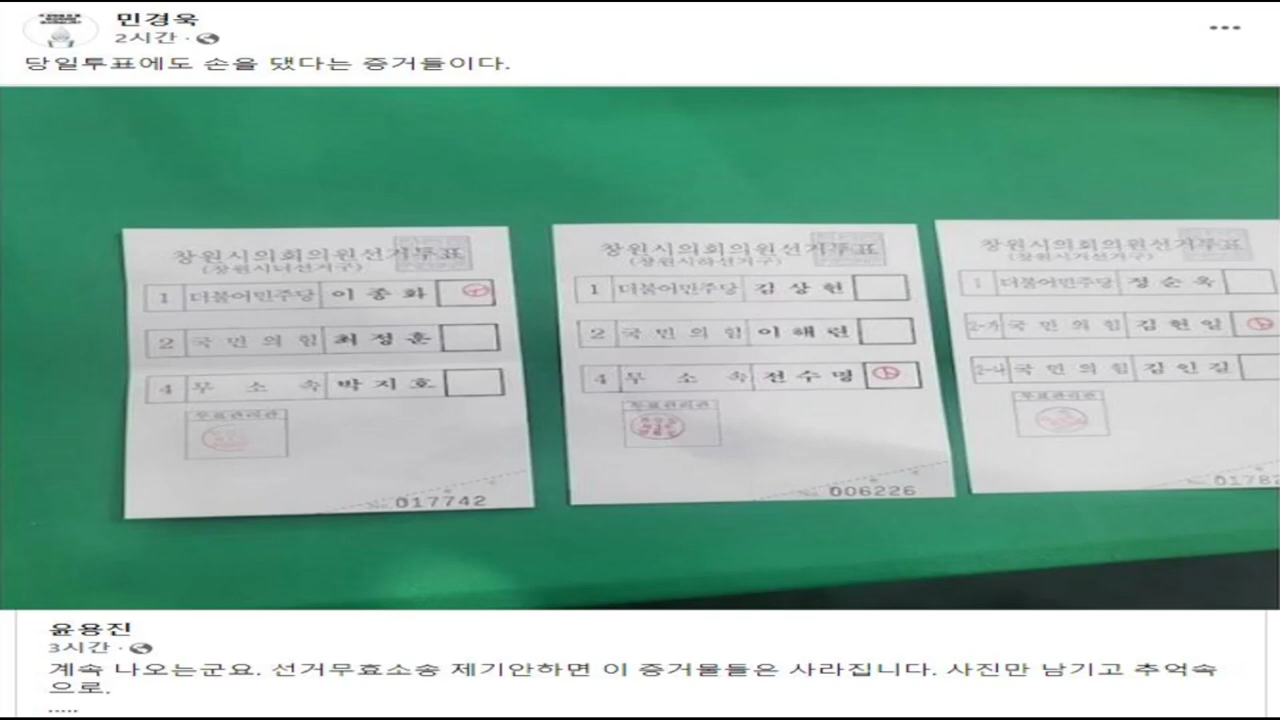 민경욱
2시간
당일투표에도 손을 댔다는 증거들이다.
창원시의회의원선거투표
(창원시너선거구)
1 더불어민주당 이종화
2 국민의힘 최정훈
4 무소속 박지호
투표관리관
017742
창원시의회의원선거투표
(창원시하선거구)
1 더불어민주당 김상현
2 국민의힘 이해련
4 무소속 전수명
투표관리관
006226
창원시의회의원선거투표
(창원시거선거구)
1 더불어민주당 정순욱
2-가 국민의힘 김헌일
2-나 국민의힘 김인길
투표관리관
윤용진
3시간
계속 나오는군요. 선거무효소송 제기안하면 이 증거물들은 사라집니다. 사진만 남기고 추억속
으로.
.....